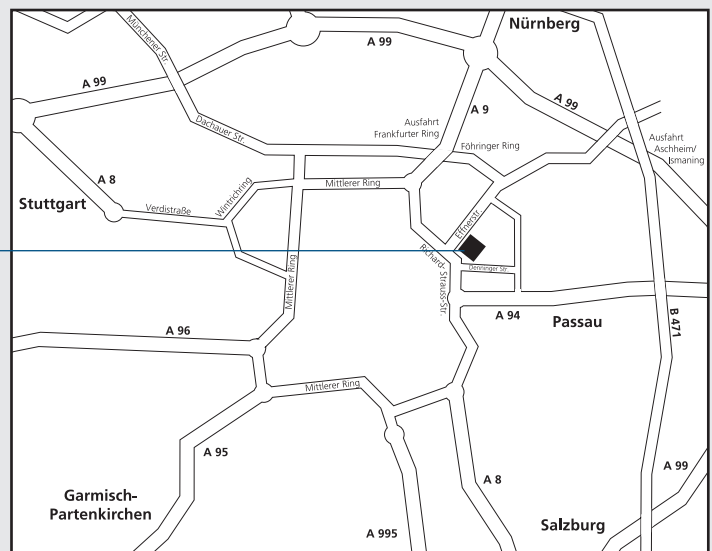 Münchener Str.
Nürnberg
A 99
A 99
A 99
A 9
Dachauer Str.
Ausfahrt
Frankfurter Ring
Föhringer Ring
Ausfahrt
Aschheim/
Ismaning
A 8
Stuttgart
Verdistraße
Wintrichring
Mittlerer Ring
Effnerstr.
Richard-
Strauss-Str.
Denninger Str.
Mittlerer Ring
A 94
Passau
B 471
A 96
Mittlerer Ring
A 95
A 8
A 99
Garmisch-
Partenkirchen
A 995
Salzburg